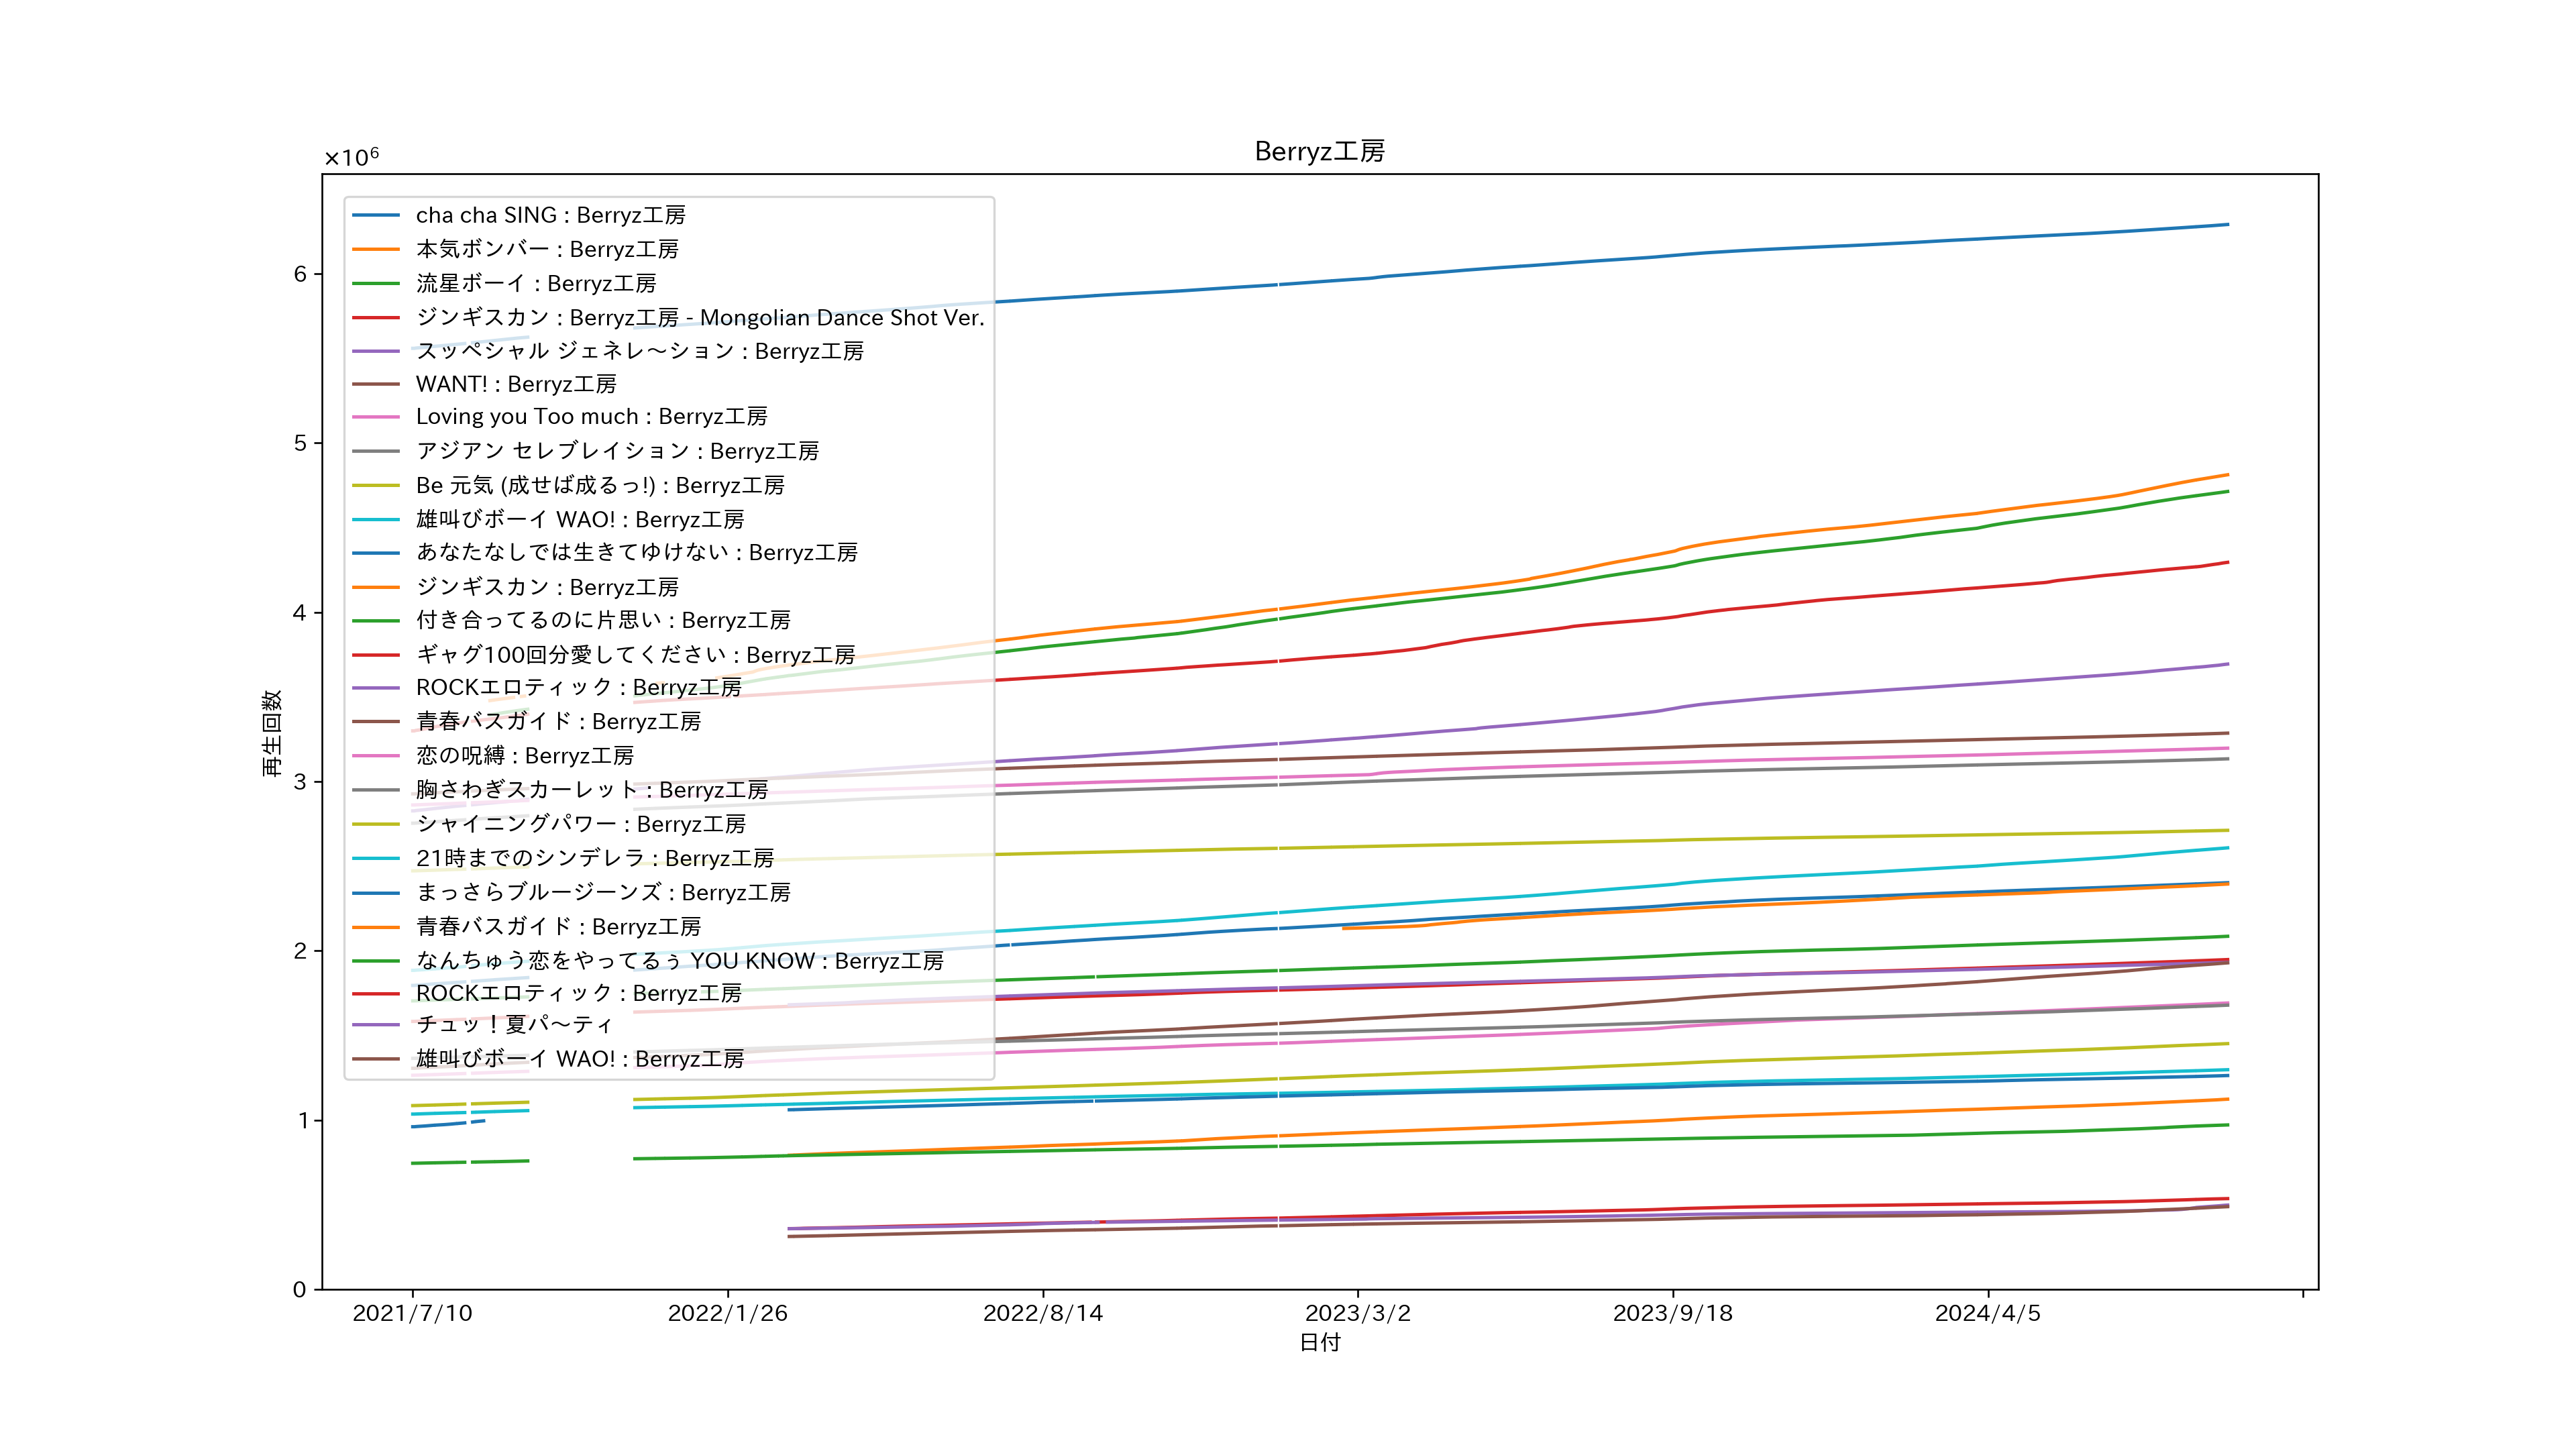 Berryz工房
×10⁶
6
5
4
3
2
1
0
再生回数
cha cha SING : Berryz工房
本気ボンバー : Berryz工房
流星ボーイ : Berryz工房
ジンギスカン : Berryz工房 - Mongolian Dance Shot Ver.
スッペシャル ジェネレ～ション : Berryz工房
WANT! : Berryz工房
Loving you Too much : Berryz工房
アジアン セレブレイション : Berryz工房
Be 元気 (成せば成るっ!) : Berryz工房
雄叫びボーイ WAO! : Berryz工房
あなたなしでは生きてゆけない : Berryz工房
ジンギスカン : Berryz工房
付き合ってるのに片思い : Berryz工房
ギャグ100回分愛してください : Berryz工房
ROCKエロティック : Berryz工房
青春バスガイド : Berryz工房
恋の呪縛 : Berryz工房
胸さわぎスカーレット : Berryz工房
シャイニングパワー : Berryz工房
21時までのシンデレラ : Berryz工房
まっさらブルージーンズ : Berryz工房
青春バスガイド : Berryz工房
なんちゅう恋をやってるぅ YOU KNOW : Berryz工房
ROCKエロティック : Berryz工房
チュッ！夏パ～ティ
雄叫びボーイ WAO! : Berryz工房
2021/7/10
2022/1/26
2022/8/14
2023/3/2
2023/9/18
2024/4/5
日付